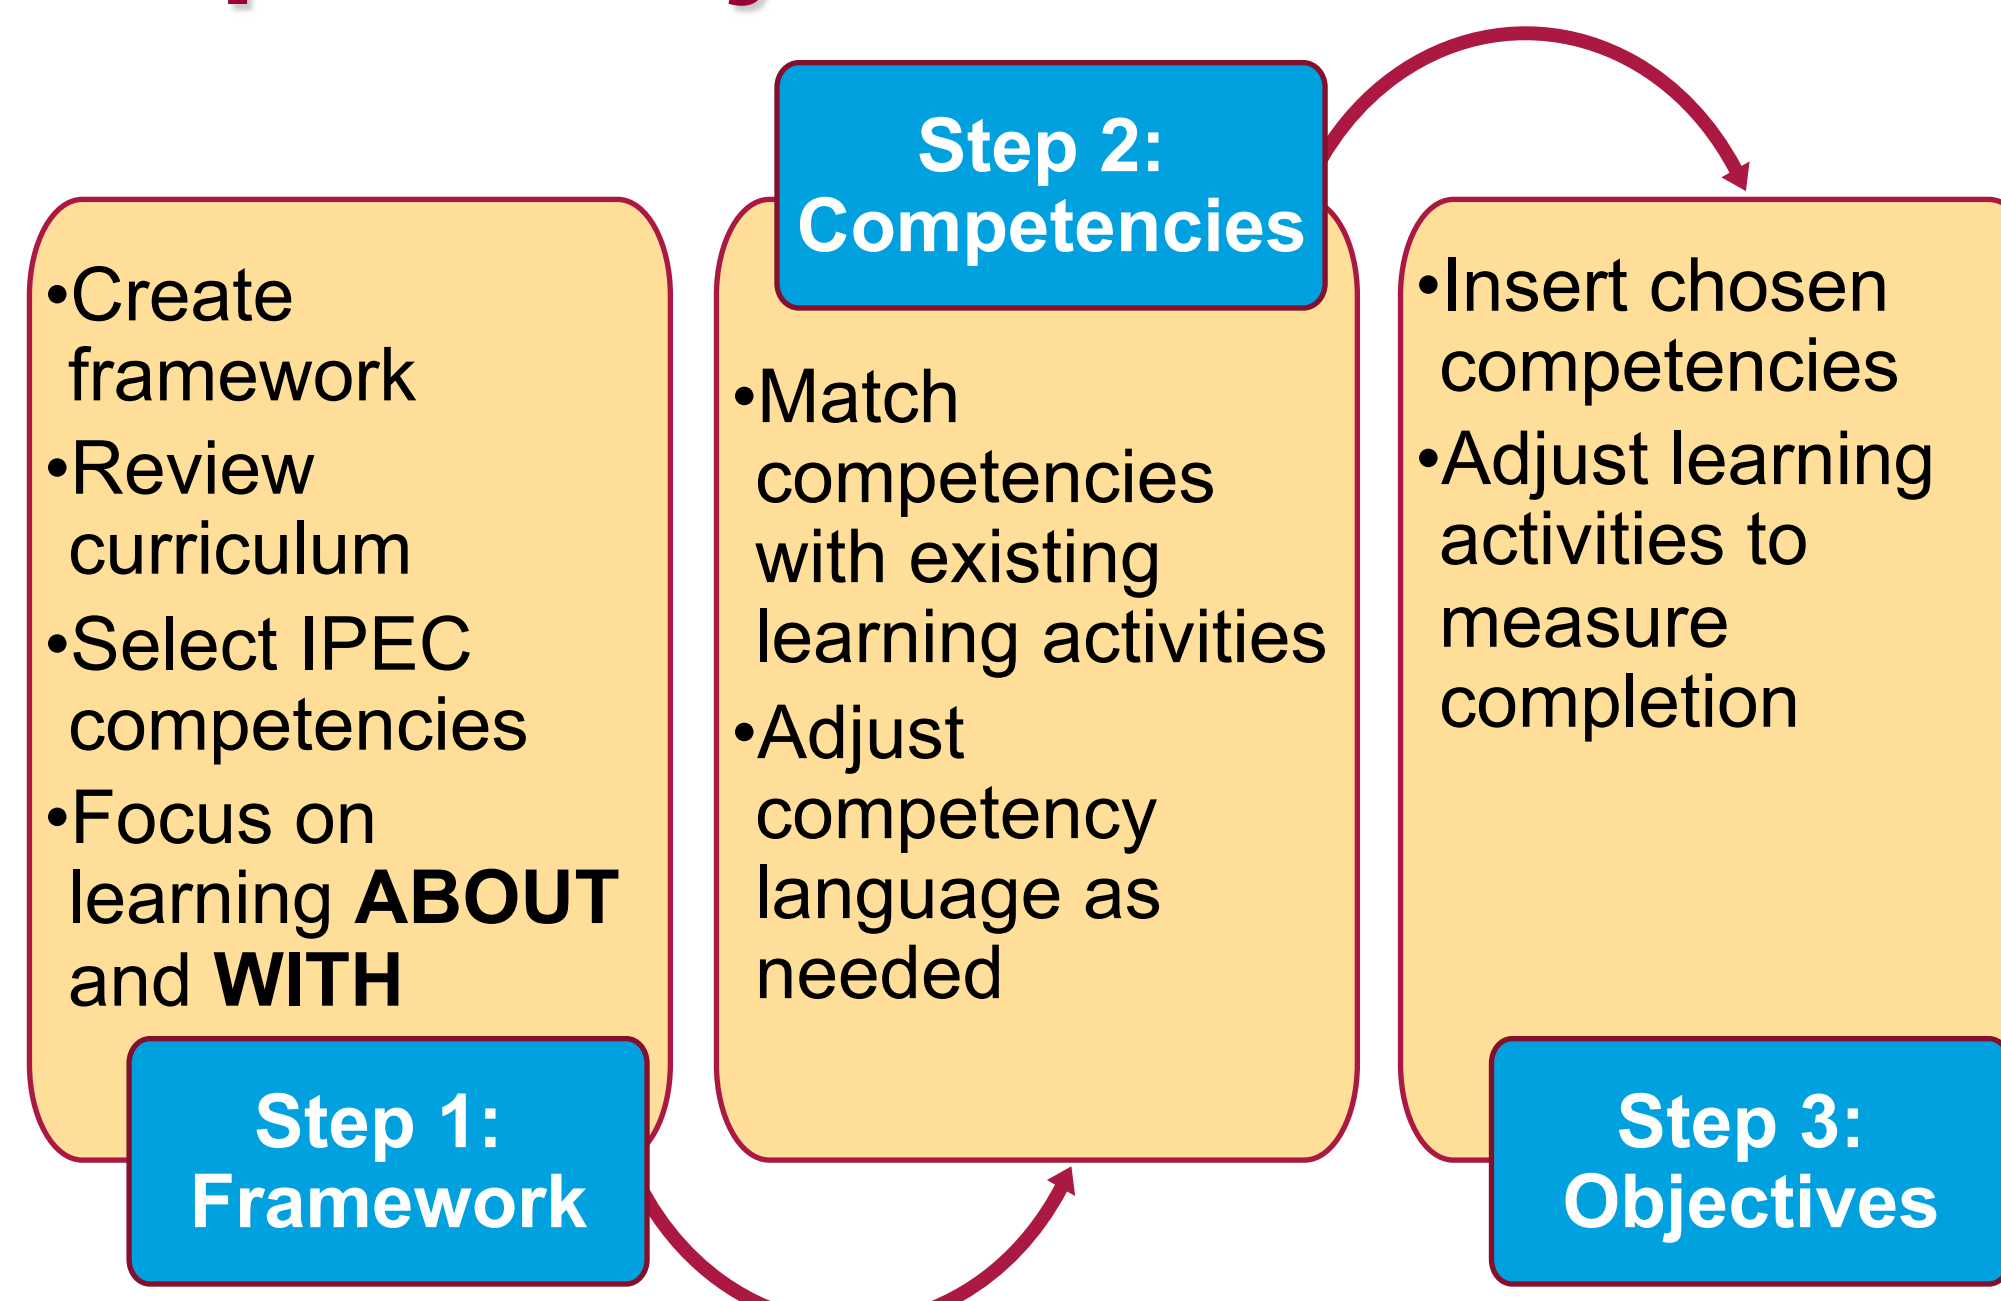 •Create
framework
•Review
curriculum
•Select IPEC
competencies
•Focus on
learning ABOUT
and WITH
Step 1:
Framework
Step 2:
Competencies
•Match
competencies
with existing
learning activities
•Adjust
competency
language as
needed
•Insert chosen
competencies
•Adjust learning
activities to
measure
completion
Step 3:
Objectives